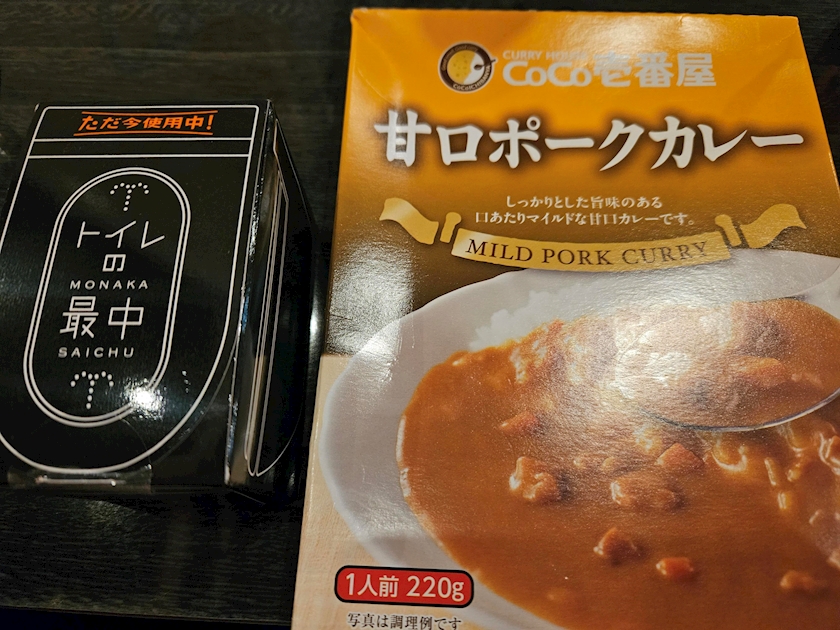 ただ今使用中!
トイレ
の
MONAKA
最中
SAICHU
CURRY HOUSE
CoCo壱番屋
甘口ポークカレー
しっかりとした旨味のある
口あたりマイルドな甘口カレーです。
MILD PORK CURRY
1人前 220g
写真は調理例です